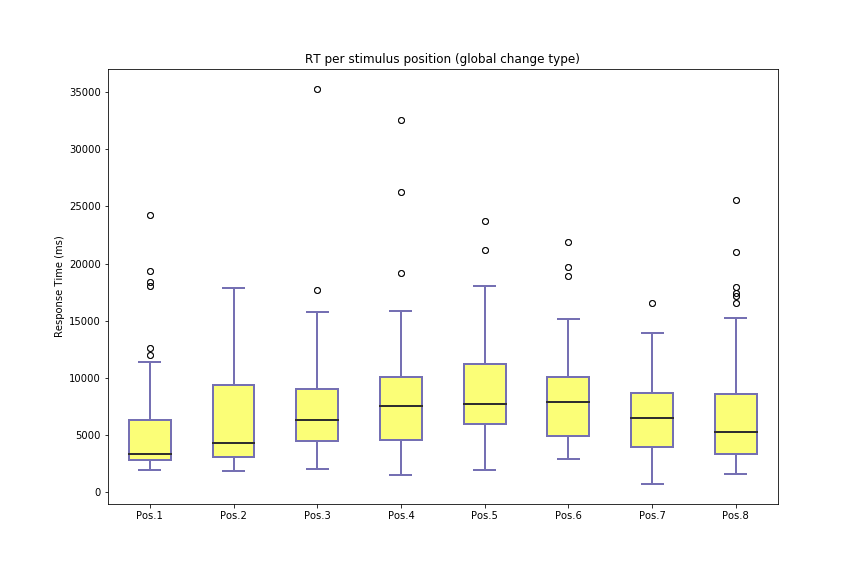 RT per stimulus position (global change type)
Response Time (ms)
35000
30000
25000
20000
15000
10000
5000
0
Pos.1 Pos.2 Pos.3 Pos.4 Pos.5 Pos.6 Pos.7 Pos.8